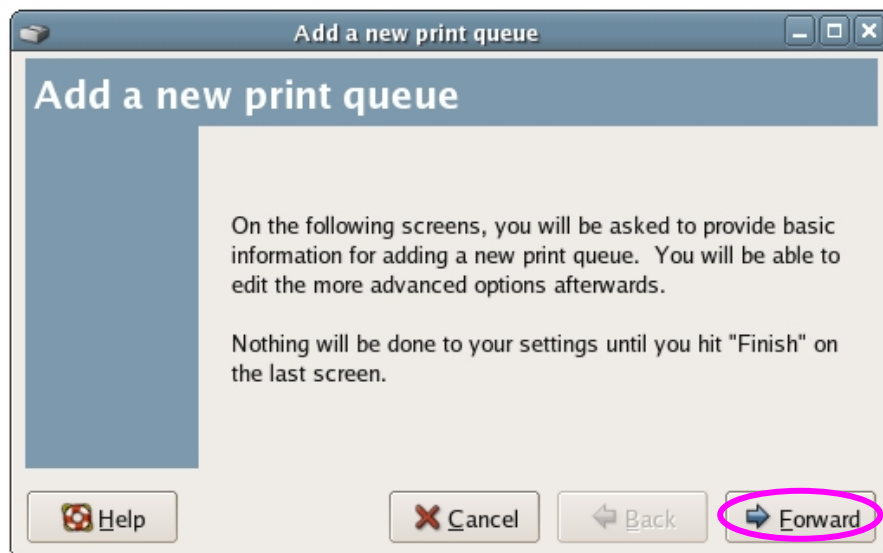 Add a new print queue
Add a new print queue
On the following screens, you will be asked to provide basic
information for adding a new print queue.  You will be able to
edit the more advanced options afterwards.
Nothing will be done to your settings until you hit "Finish" on
the last screen.
Help
Cancel
Back
Forward